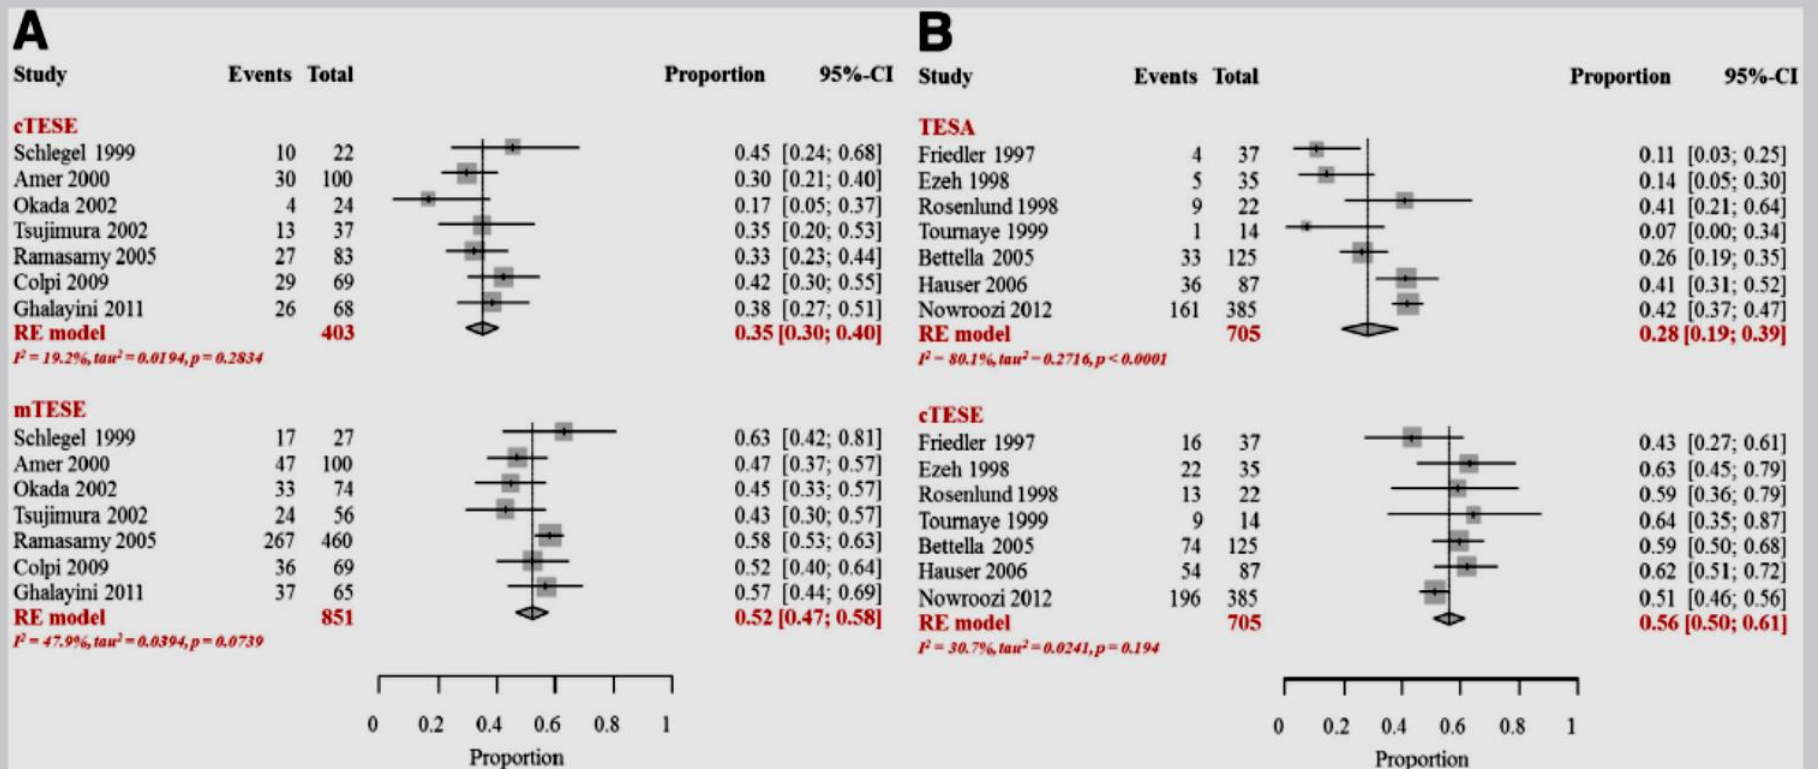 A
Study Events Total Proportion 95%-CI
cTESE
Schlegel 1999 10 22 0.45 [0.24; 0.68]
Amer 2000 30 100 0.30 [0.21; 0.40]
Okada 2002 4 24 0.17 [0.05; 0.37]
Tsujimura 2002 13 37 0.35 [0.20; 0.53]
Ramasamy 2005 27 83 0.33 [0.23; 0.44]
Colpi 2009 29 69 0.42 [0.30; 0.55]
Ghalayini 2011 26 68 0.38 [0.27; 0.51]
RE model 403 0.35 [0.30; 0.40]
I² = 19.2%, tau² = 0.0194, p = 0.2834
mTESE
Schlegel 1999 17 27 0.63 [0.42; 0.81]
Amer 2000 47 100 0.47 [0.37; 0.57]
Okada 2002 33 74 0.45 [0.33; 0.57]
Tsujimura 2002 24 56 0.43 [0.30; 0.57]
Ramasamy 2005 267 460 0.58 [0.53; 0.63]
Colpi 2009 36 69 0.52 [0.40; 0.64]
Ghalayini 2011 37 65 0.57 [0.44; 0.69]
RE model 851 0.52 [0.47; 0.58]
I² = 47.9%, tau² = 0.0394, p = 0.0739
0 0.2 0.4 0.6 0.8 1
Proportion
B
Study Events Total Proportion 95%-CI
TESA
Friedler 1997 4 37 0.11 [0.03; 0.25]
Ezeh 1998 5 35 0.14 [0.05; 0.30]
Rosenlund 1998 9 22 0.41 [0.21; 0.64]
Tournaye 1999 1 14 0.07 [0.00; 0.34]
Bettella 2005 33 125 0.26 [0.19; 0.35]
Hauser 2006 36 87 0.41 [0.31; 0.52]
Nowroozi 2012 161 385 0.42 [0.37; 0.47]
RE model 705 0.28 [0.19; 0.39]
I² = 80.1%, tau² = 0.2716, p < 0.0001
cTESE
Friedler 1997 16 37 0.43 [0.27; 0.61]
Ezeh 1998 22 35 0.63 [0.45; 0.79]
Rosenlund 1998 13 22 0.59 [0.36; 0.79]
Tournaye 1999 9 14 0.64 [0.35; 0.87]
Bettella 2005 74 125 0.59 [0.50; 0.68]
Hauser 2006 54 87 0.62 [0.51; 0.72]
Nowroozi 2012 196 385 0.51 [0.46; 0.56]
RE model 705 0.56 [0.50; 0.61]
I² = 30.7%, tau² = 0.0241, p = 0.194
0 0.2 0.4 0.6 0.8 1
Proportion